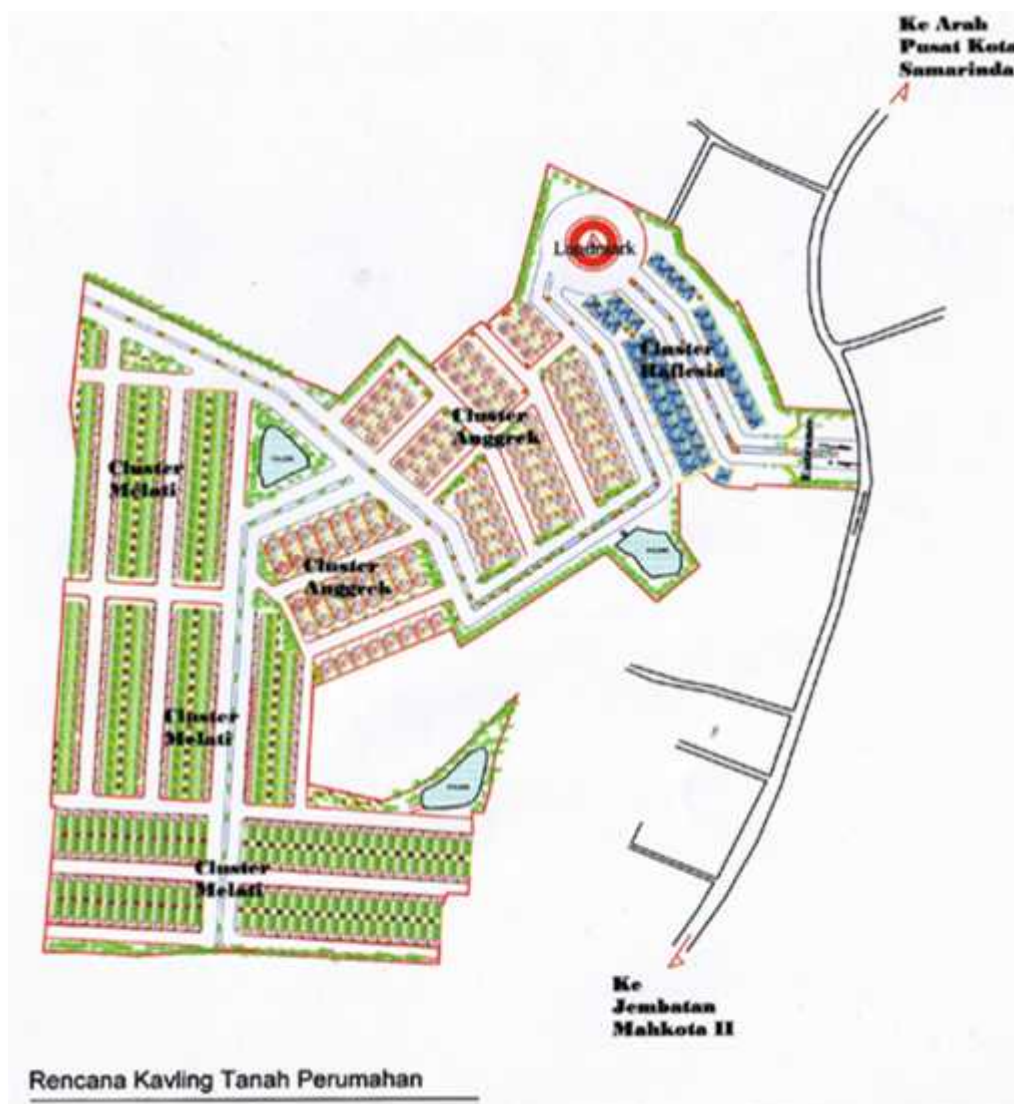 Ke Arah
Pusat Kota
Samarinda
Landmark
Cluster
Raflesia
Cluster
Anggrek
Cluster
Melati
Cluster
Anggrek
Cluster
Melati
Cluster
Melati
Ke
Jembatan
Mahkota II
Rencana Kavling Tanah Perumahan